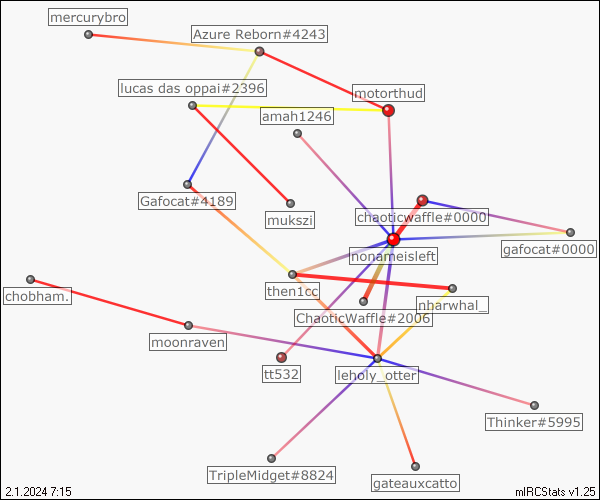 mercurybro
Azure Reborn#4243
lucas das oppai#2396
motorthud
amah1246
Gafocat#4189
mukszi
chaoticwaffle#0000
gafocat#0000
nonameisleft
then1cc
chobham.
nharwhal_
ChaoticWaffle#2006
moonraven
tt532
leholy_otter
Thinker#5995
TripleMidget#8824
gateauxcatto
2.1.2024 7:15
mIRCStats v1.25